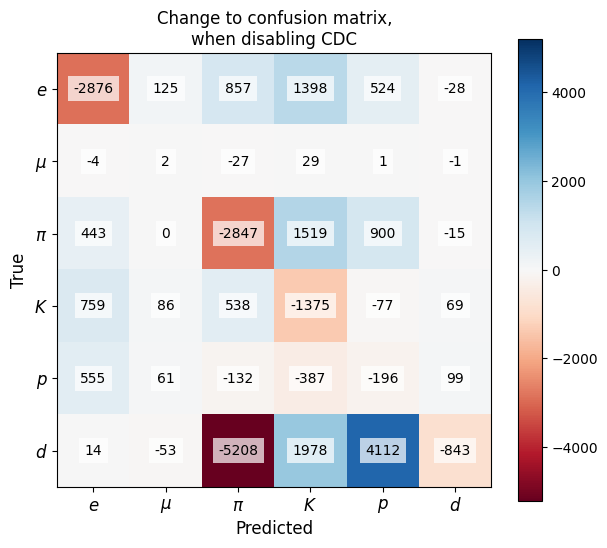 Change to confusion matrix,
when disabling CDC
e -2876 125 857 1398 524 -28
μ -4 2 -27 29 1 -1
π 443 0 -2847 1519 900 -15
K 759 86 538 -1375 -77 69
p 555 61 -132 -387 -196 99
d 14 -53 -5208 1978 4112 -843
e μ π K p d
Predicted
True
4000
2000
0
−2000
−4000